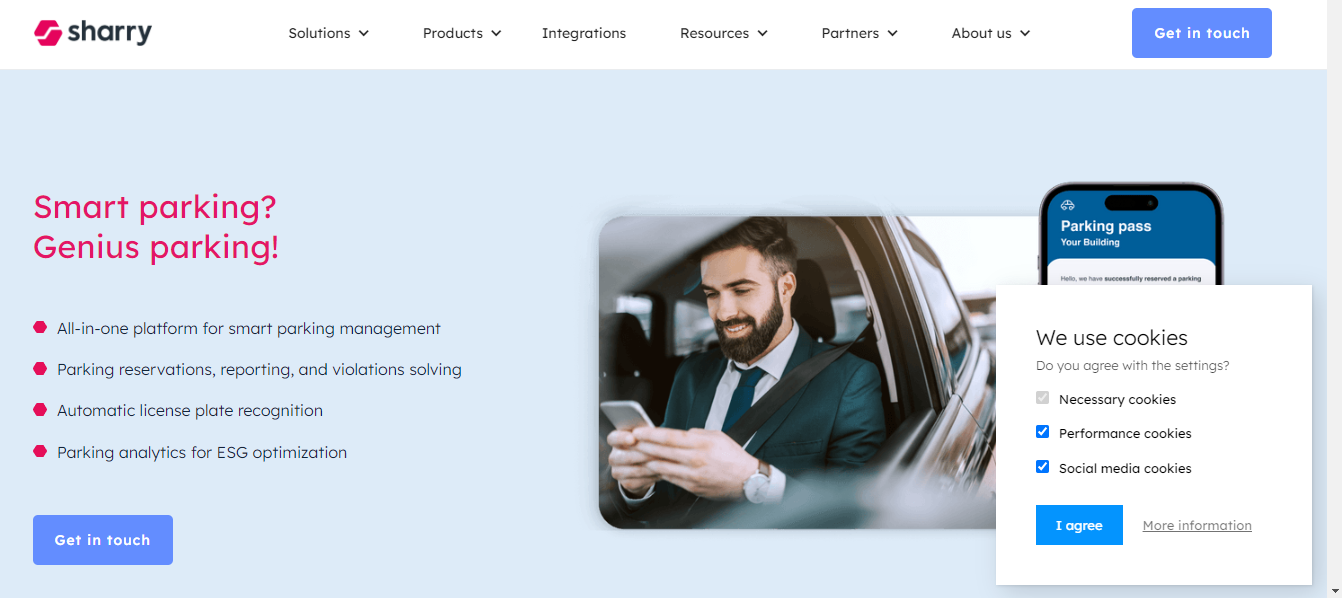 sharry
Solutions
Products
Integrations
Resources
Partners
About us
Get in touch
Smart parking?
Genius parking!
All-in-one platform for smart parking management
Parking reservations, reporting, and violations solving
Automatic license plate recognition
Parking analytics for ESG optimization
Get in touch
Parking pass
Your Building
Hello, we have successfully reserved a parking
We use cookies
Do you agree with the settings?
Necessary cookies
Performance cookies
Social media cookies
I agree
More information